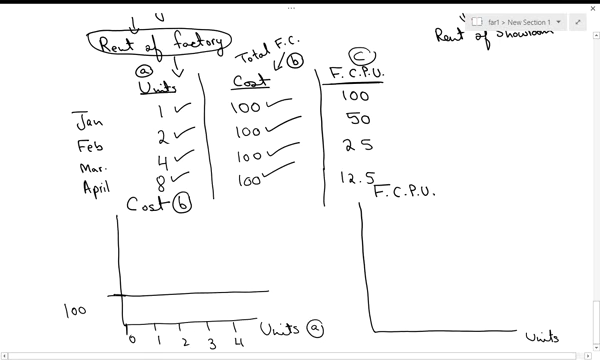 far1 > New Section 1
Rent of factory
Rent of Showroom
Total F.C.
a b C
Units Cost F.C.P.U.
Jan 1 100 100
Feb 2 100 50
Mar. 4 100 25
April 8 100 12.5
Cost b F.C.P.U.
100
0 1 2 3 4 Units a
Units